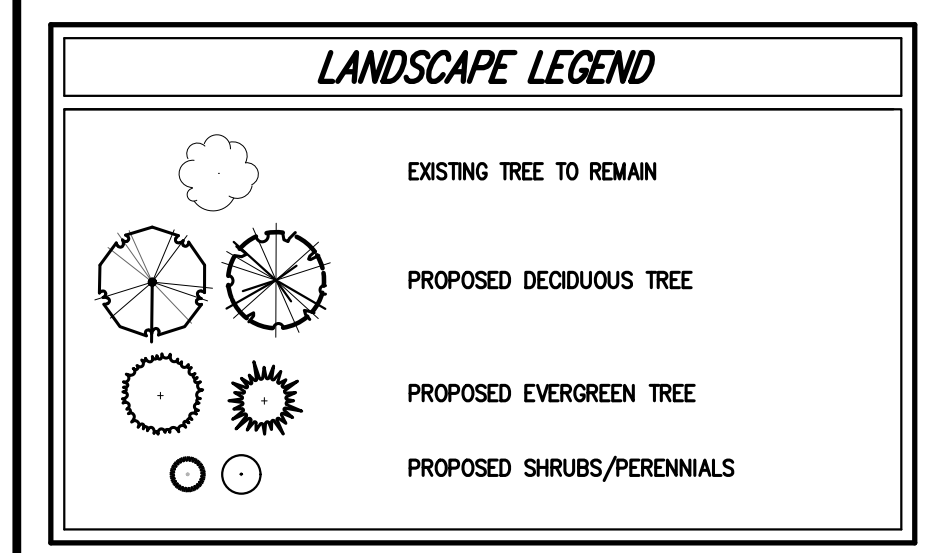 LANDSCAPE LEGEND
EXISTING TREE TO REMAIN
PROPOSED DECIDUOUS TREE
PROPOSED EVERGREEN TREE
PROPOSED SHRUBS/PERENNIALS